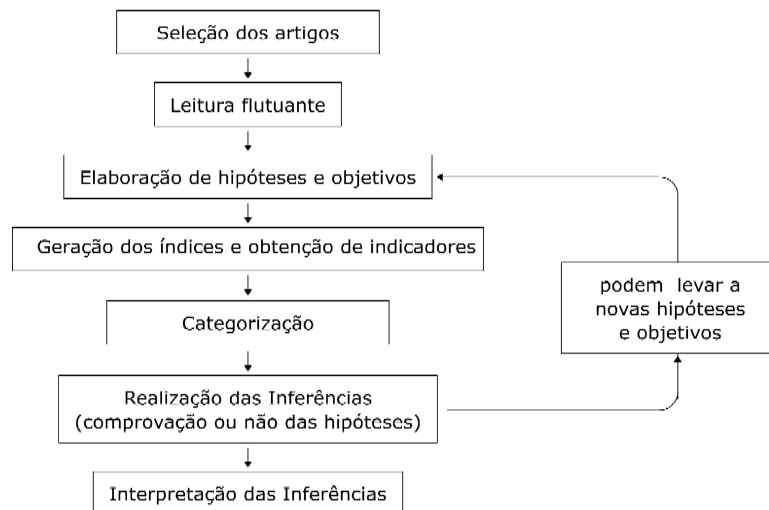 Seleção dos artigos
Leitura flutuante
Elaboração de hipóteses e objetivos
Geração dos índices e obtenção de indicadores
Categorização
Realização das Inferências
(comprovação ou não das hipóteses)
Interpretação das Inferências
podem levar a
novas hipóteses
e objetivos